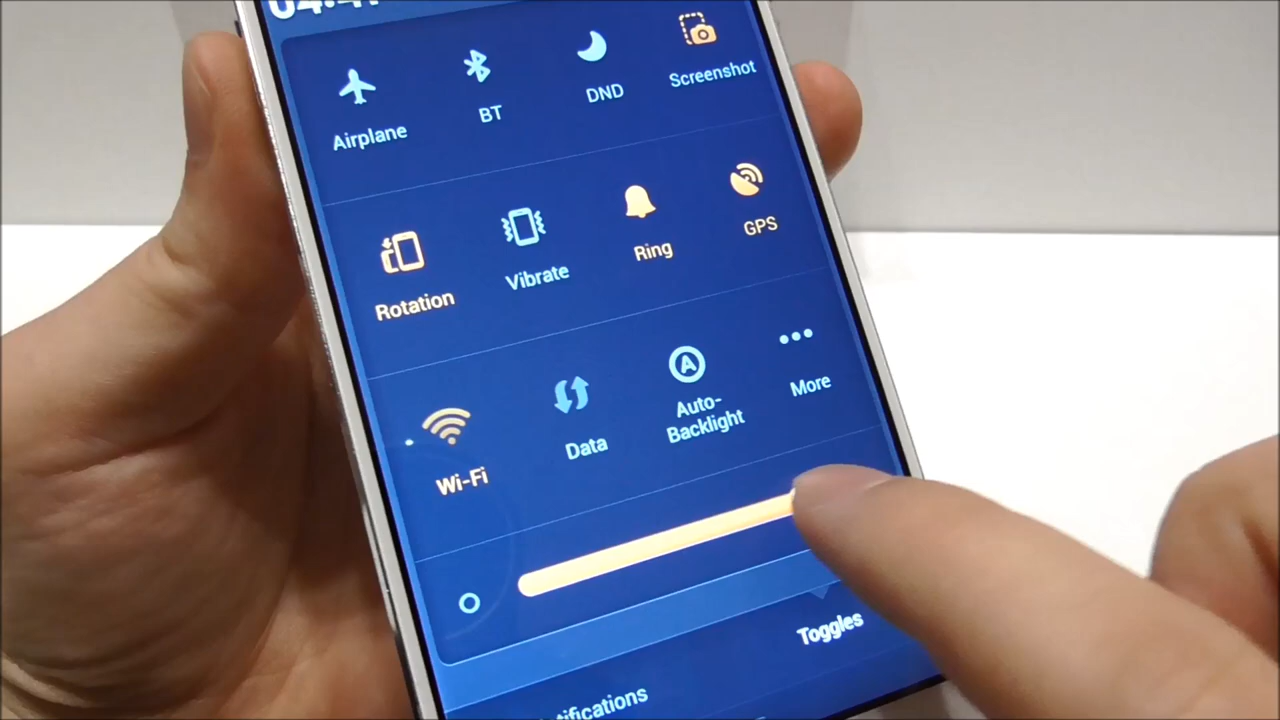 Airplane
BT
DND
Screenshot
Rotation
Vibrate
Ring
GPS
Wi-Fi
Data
Auto-
Backlight
More
Toggles